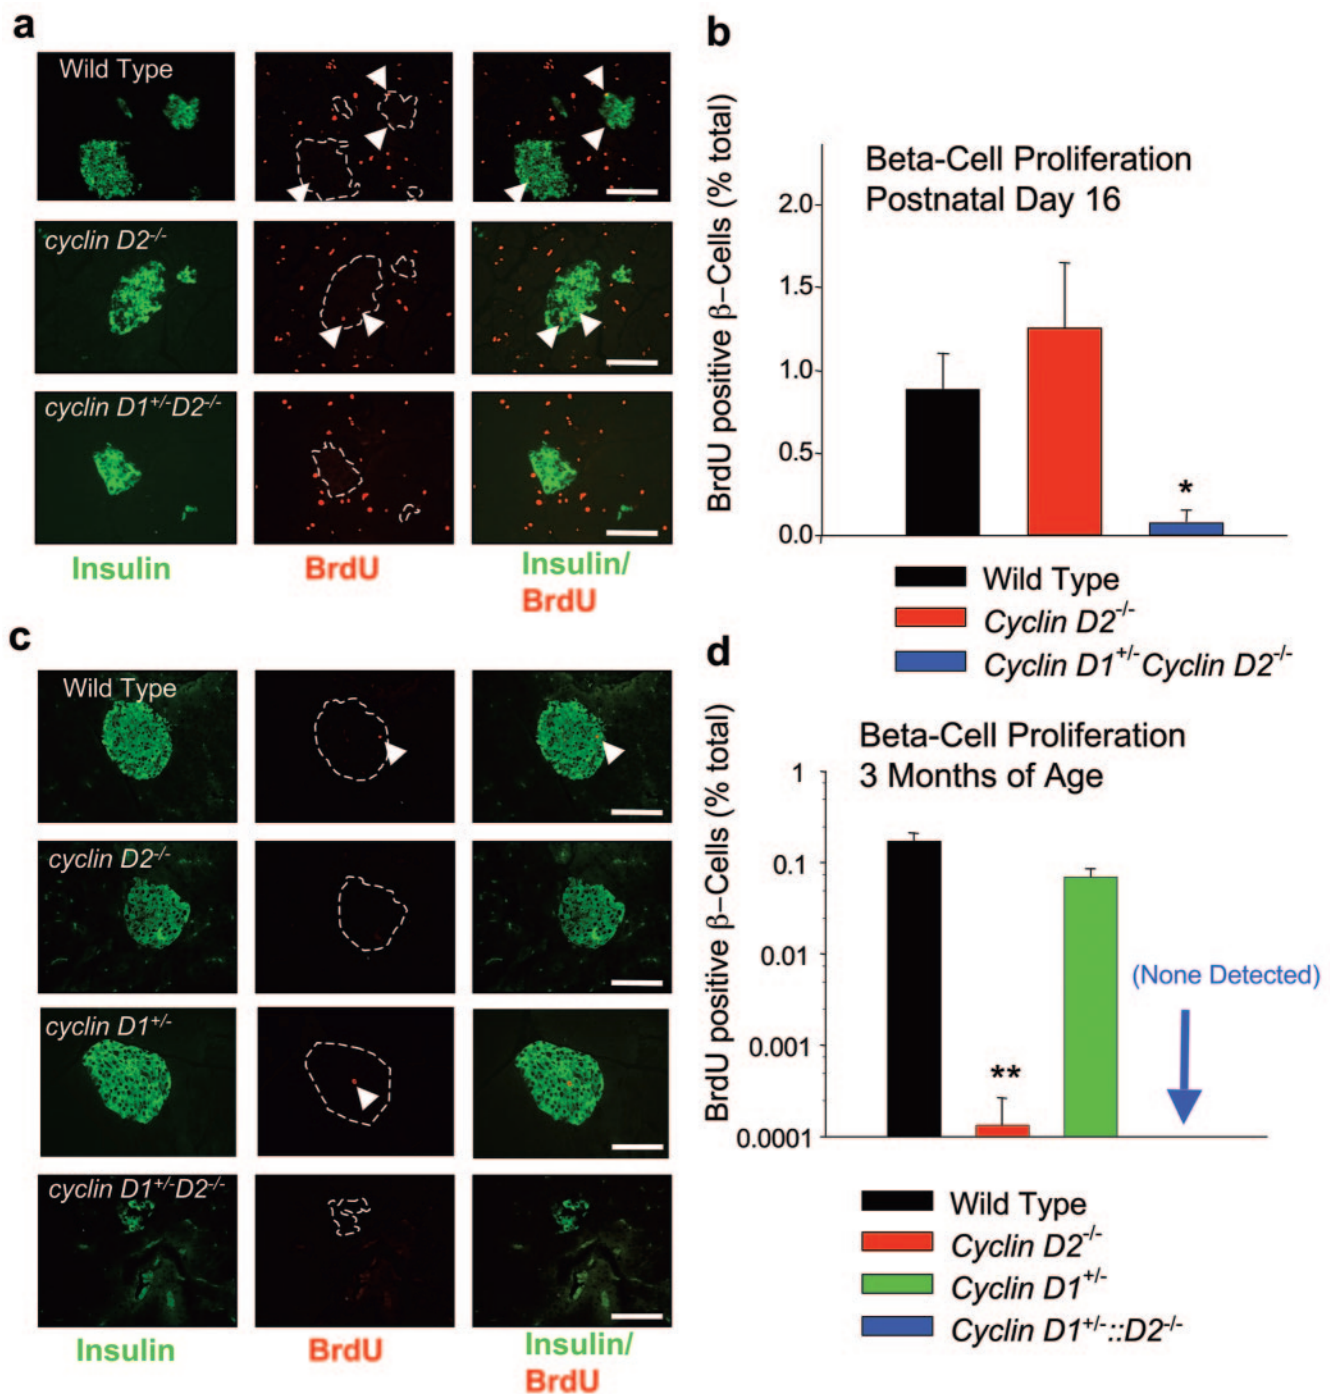 a
Wild Type
cyclin D2-/-
cyclin D1+/-D2-/-
Insulin
BrdU
Insulin/
BrdU
b
BrdU positive β–Cells (% total)
Beta-Cell Proliferation
Postnatal Day 16
2.0
1.5
1.0
0.5
0.0
*
Wild Type
Cyclin D2-/-
Cyclin D1+/- Cyclin D2-/-
c
Wild Type
cyclin D2-/-
cyclin D1+/-
cyclin D1+/-D2-/-
Insulin
BrdU
Insulin/
BrdU
d
BrdU positive β–Cells (% total)
Beta-Cell Proliferation
3 Months of Age
1
0.1
0.01
0.001
0.0001
**
(None Detected)
Wild Type
Cyclin D2-/-
Cyclin D1+/-
Cyclin D1+/-::D2-/-